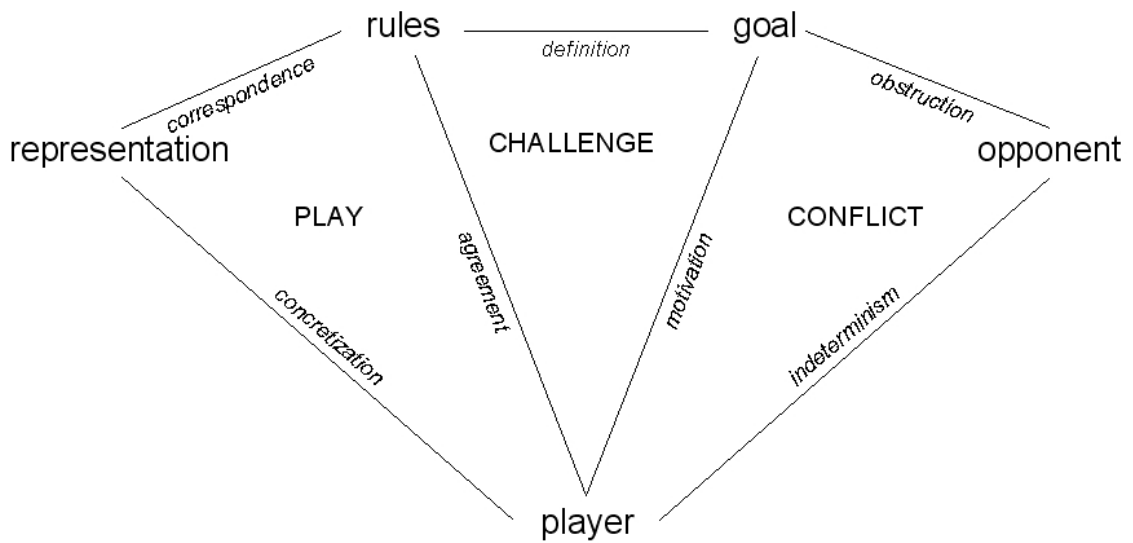 rules
goal
definition
correspondence
obstruction
representation
CHALLENGE
opponent
PLAY
CONFLICT
agreement
motivation
concretization
indeterminism
player